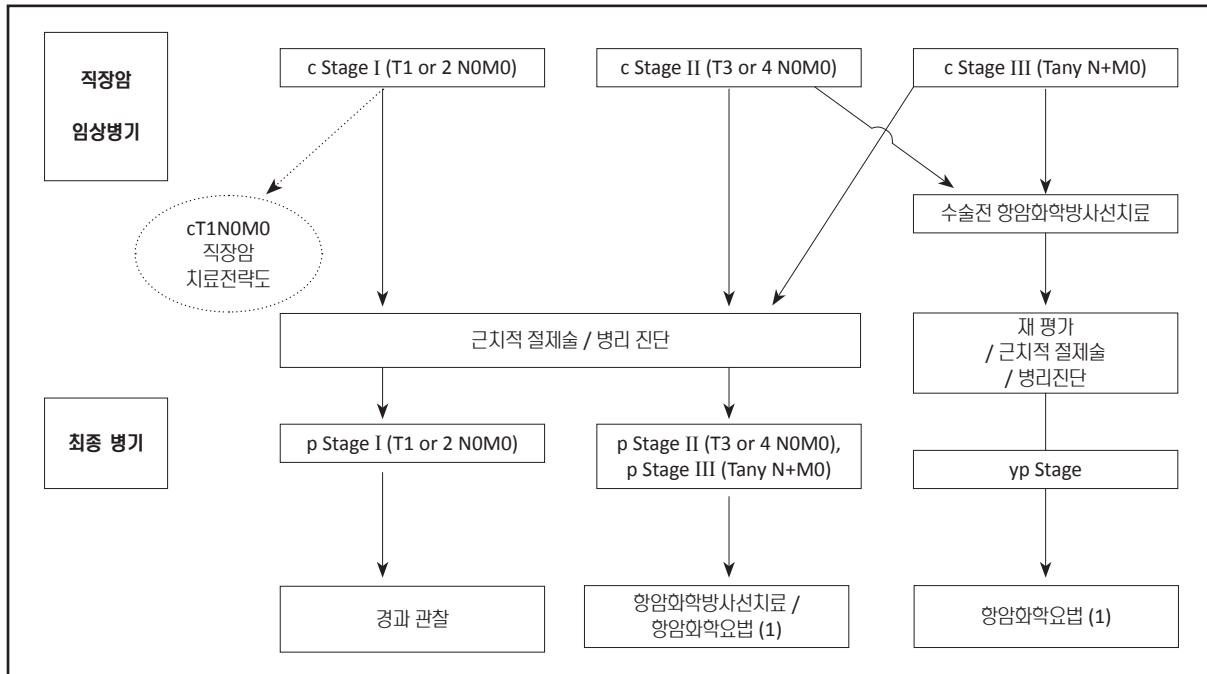 직장암
임상병기
c Stage I (T1 or 2 N0M0)
c Stage II (T3 or 4 N0M0)
c Stage III (Tany N+M0)
cT1N0M0
직장암
치료전략도
수술전 항암화학방사선치료
근치적 절제술 / 병리 진단
재 평가
/ 근치적 절제술
/ 병리진단
최종 병기
p Stage I (T1 or 2 N0M0)
p Stage II (T3 or 4 N0M0),
p Stage III (Tany N+M0)
yp Stage
경과 관찰
항암화학방사선치료 /
항암화학요법 (1)
항암화학요법 (1)